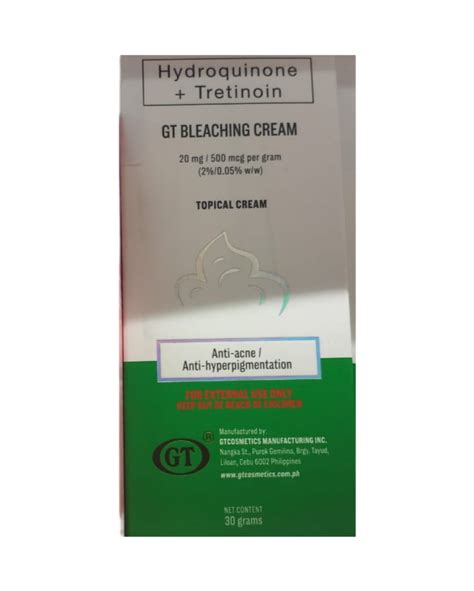 Hydroquinone
+ Tretinoin
GT BLEACHING CREAM
20 mg / 500 mcg per gram
(2%/0.05% w/w)
TOPICAL CREAM
Anti-acne /
Anti-hyperpigmentation
FOR EXTERNAL USE ONLY
KEEP OUT OF REACH OF CHILDREN
GT ®
Manufactured by:
GTCOSMETICS MANUFACTURING INC.
Nangka St., Purok Gemilina, Brgy, Tayud,
Liloan, Cebu 6002 Philippines
www.gtcosmetics.com.ph
NET CONTENT
30 grams